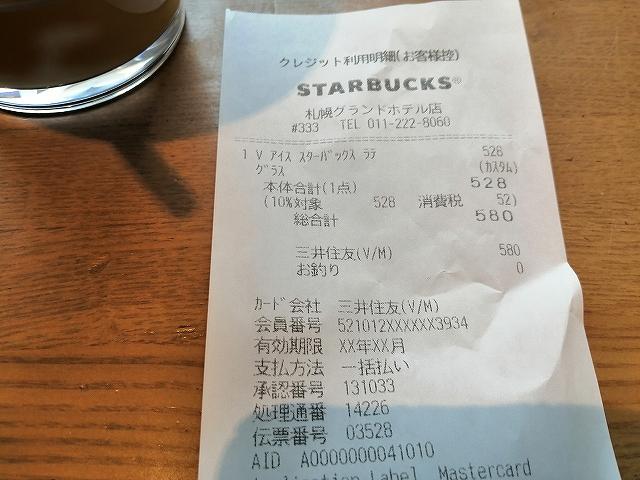 クレジット利用明細(お客様控)
STARBUCKS®
札幌グランドホテル店
#333 TEL 011-222-8060
1 V アイス スターバックス ラテ 528
グラス (カスタム)
本体合計(1点) 528
(10%対象 528 消費税 52)
総合計 580
三井住友(V/M) 580
お釣り 0
カード会社 三井住友(V/M)
会員番号 521012XXXXXX3934
有効期限 XX年XX月
支払方法 一括払い
承認番号 131033
処理通番 14226
伝票番号 03528
AID A0000000041010
Application Label Mastercard